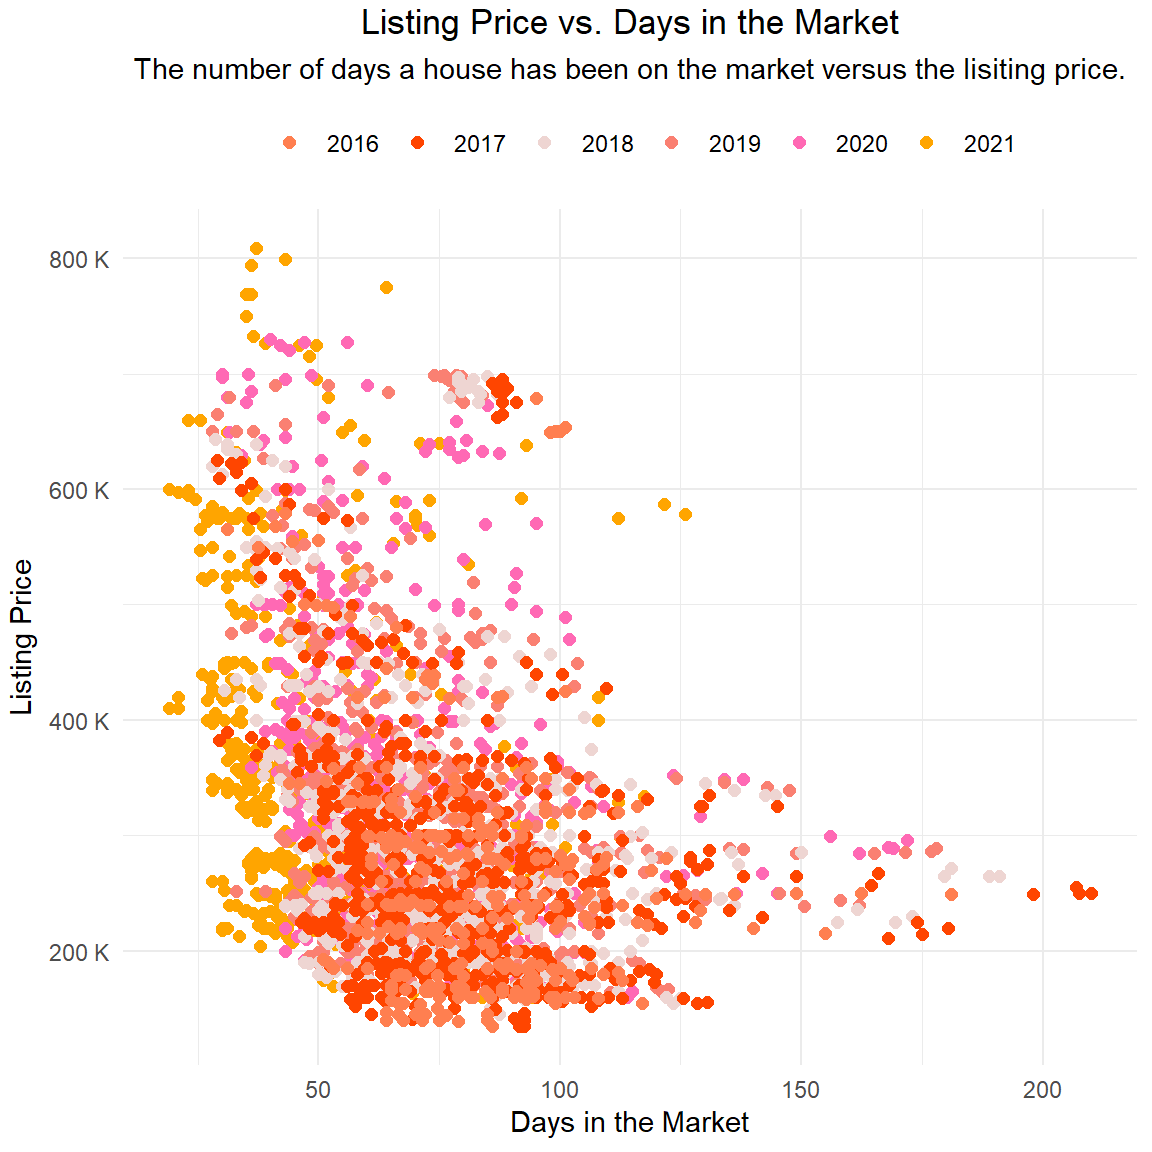 Listing Price vs. Days in the Market
The number of days a house has been on the market versus the lisiting price.
2016 2017 2018 2019 2020 2021
800 K
600 K
400 K
200 K
Listing Price
50 100 150 200
Days in the Market